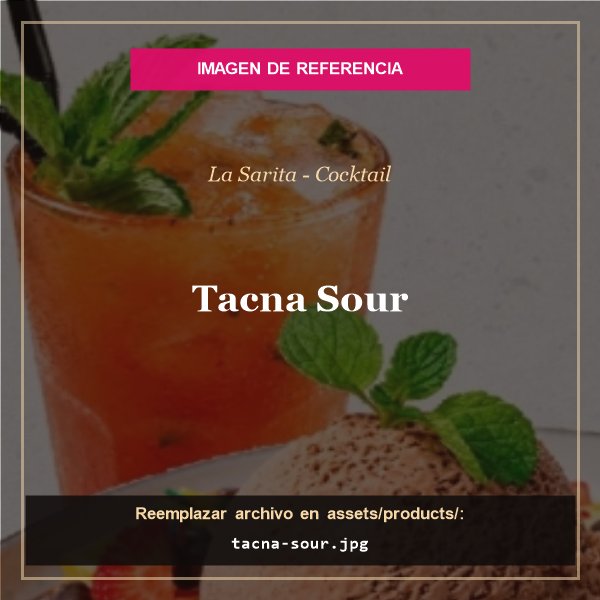 IMAGEN DE REFERENCIA
La Sarita - Cocktail
Tacna Sour
Reemplazar archivo en assets/products/:
tacna-sour.jpg